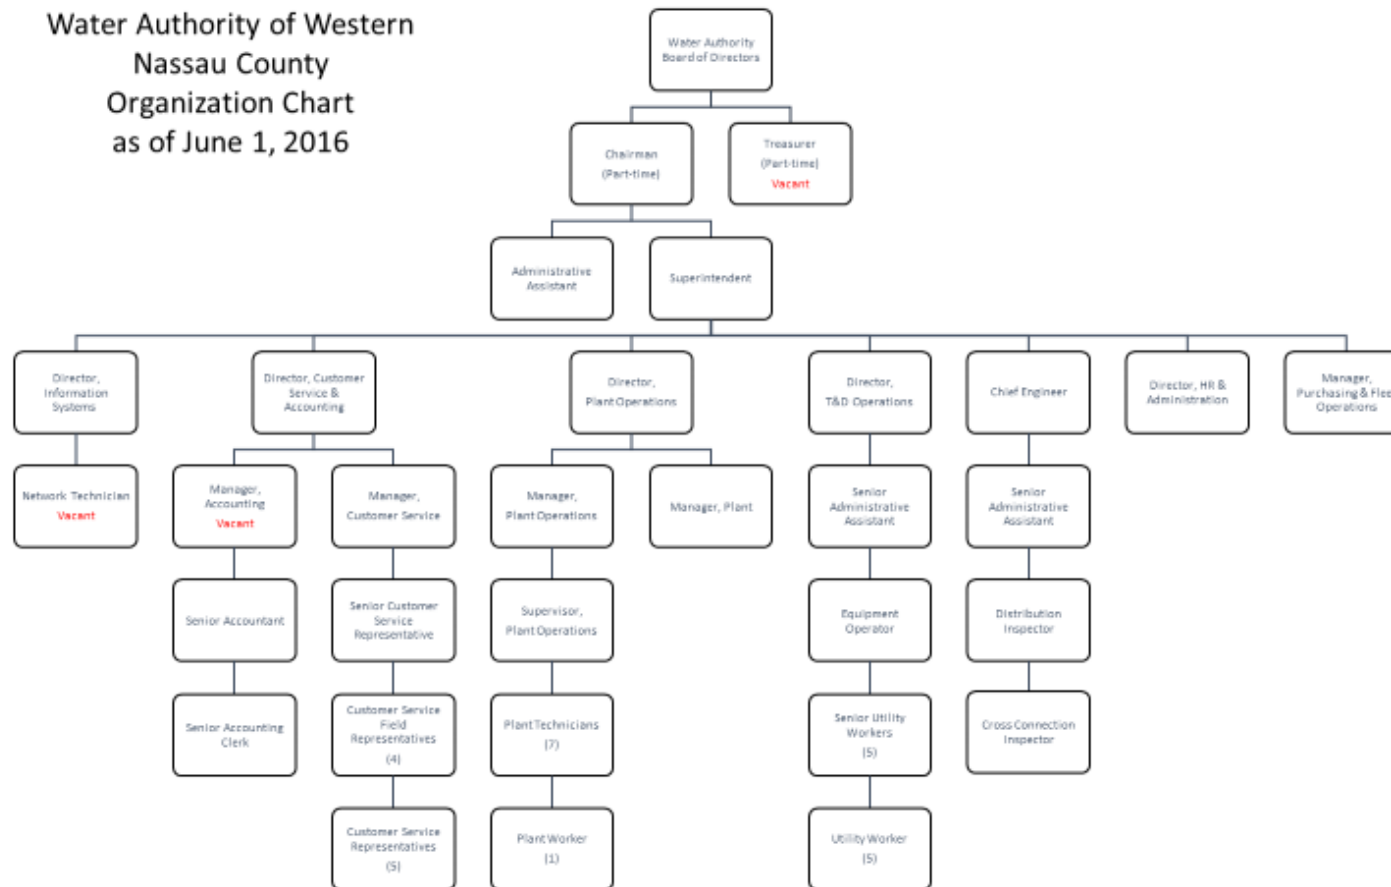 Water Authority of Western
Nassau County
Organization Chart
as of June 1, 2016
Water Authority
Board of Directors
Chairman
(Part-time)
Treasurer
(Part-time)
Vacant
Administrative
Assistant
Superintendent
Director,
Information
Systems
Director, Customer
Service &
Accounting
Director,
Plant Operations
Director,
T&D Operations
Chief Engineer
Director, HR &
Administration
Manager,
Purchasing & Flee
Operations
Network Technician
Vacant
Manager,
Accounting
Vacant
Manager,
Customer Service
Manager,
Plant Operations
Manager, Plant
Senior
Administrative
Assistant
Senior
Administrative
Assistant
Senior Accountant
Senior Customer
Service
Representative
Supervisor,
Plant Operations
Equipment
Operator
Distribution
Inspector
Senior Accounting
Clerk
Customer Service
Field
Representatives
(4)
Plant Technicians
(7)
Senior Utility
Workers
(5)
Cross Connection
Inspector
Customer Service
Representatives
(5)
Plant Worker
(1)
Utility Worker
(5)